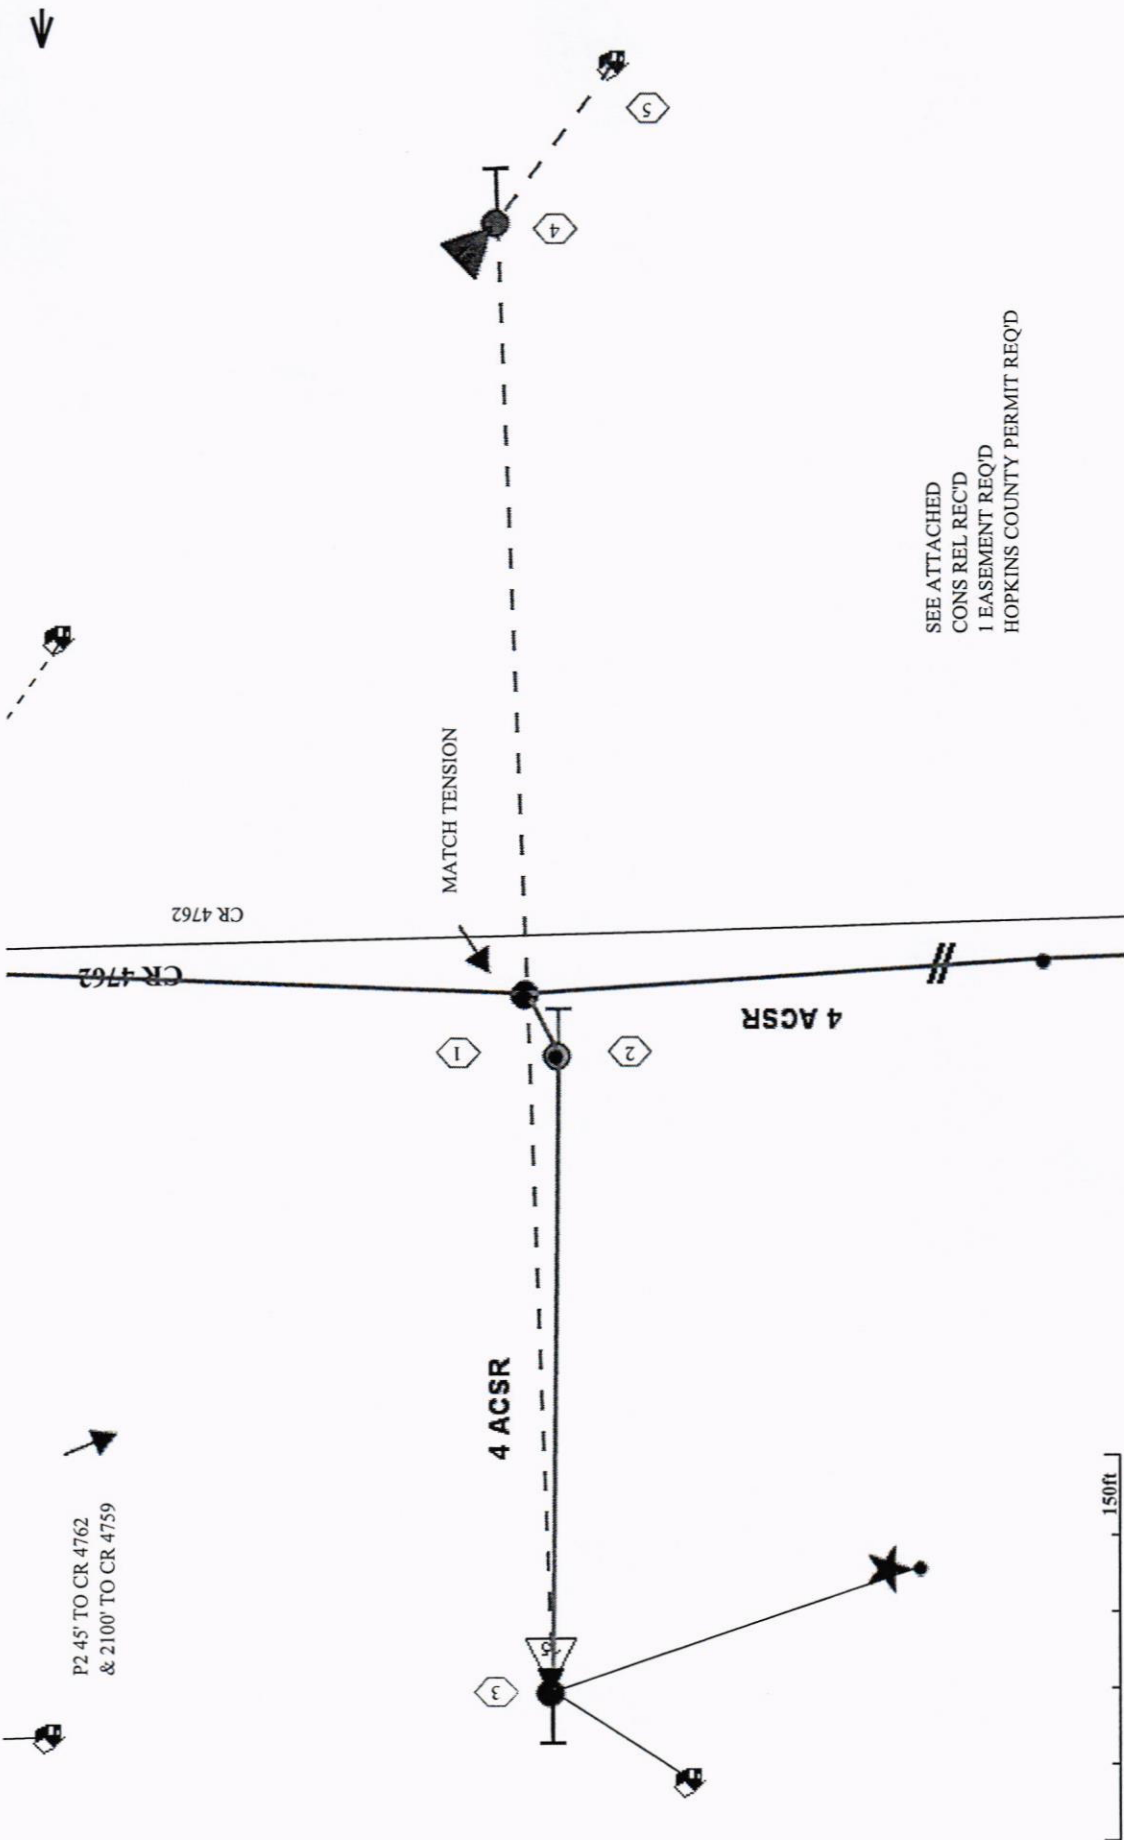 5
4
SEE ATTACHED
CONS REL REC'D
1 EASEMENT REQ'D
HOPKINS COUNTY PERMIT REQ'D
MATCH TENSION
CR 4762
CR 4762
4 ACSR
1
2
4 ACSR
P2 45' TO CR 4762
& 2100' TO CR 4759
3
150ft